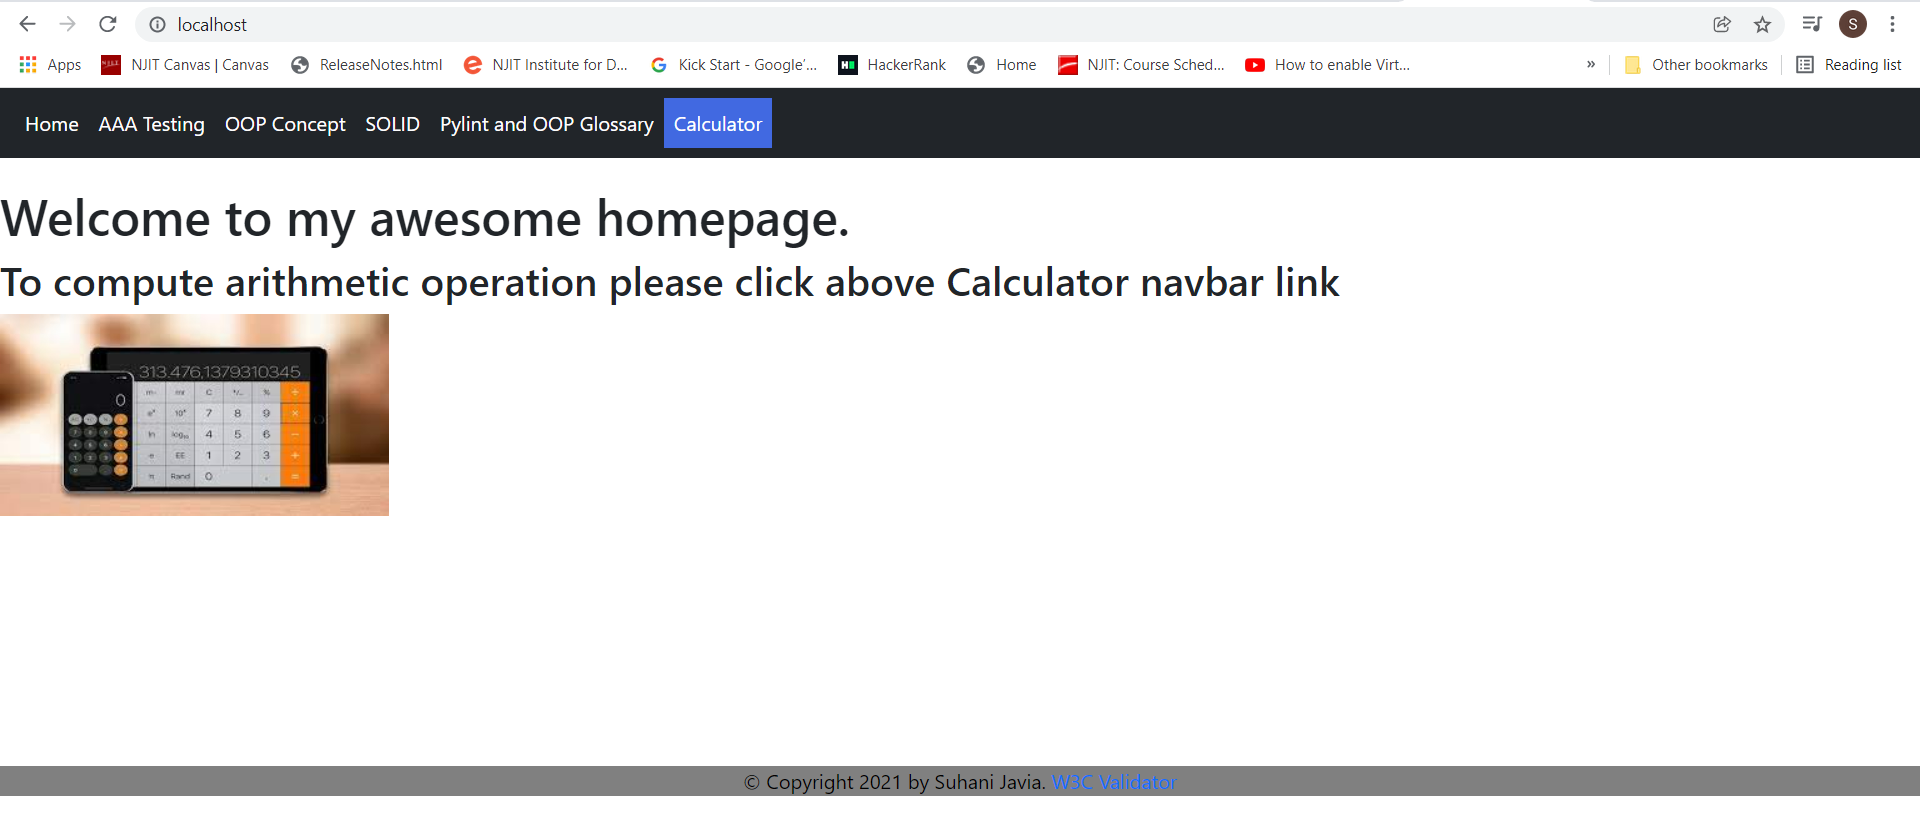 localhost
S
Apps NJIT Canvas | Canvas ReleaseNotes.html NJIT Institute for D... Kick Start - Google'... HackerRank Home NJIT: Course Sched... How to enable Virt... » Other bookmarks Reading list
Home AAA Testing OOP Concept SOLID Pylint and OOP Glossary Calculator
Welcome to my awesome homepage.
To compute arithmetic operation please click above Calculator navbar link
313.476,1379310345
0
mr C +/- %
10ˣ 7 8 9 ×
ln log₁₀ 4 5 6 −
EE 1 2 3 +
π Rand 0 , =
© Copyright 2021 by Suhani Javia. W3C Validator